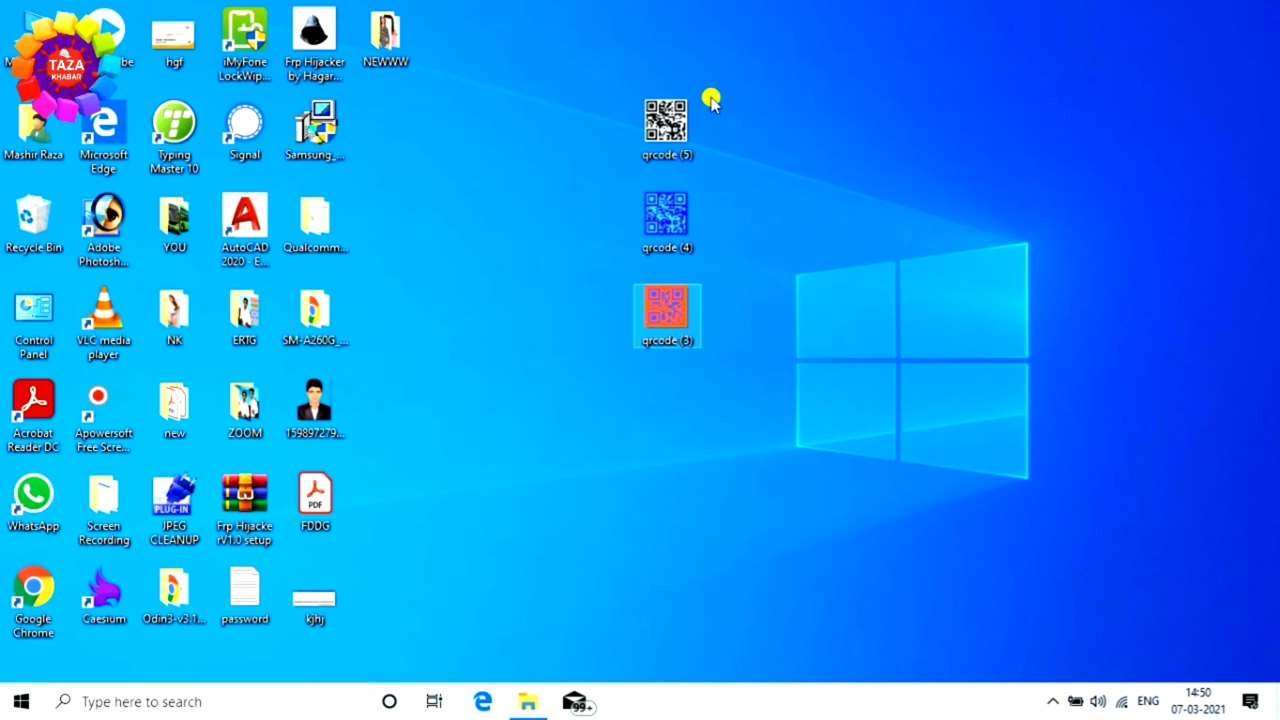 TAZA
KHABAR
hgf
iMyFone
LockWip...
Frp Hijacker
by Hagar...
NEWWW
Mashir Raza
Microsoft
Edge
Typing
Master 10
Signal
Samsung_...
qrcode (5)
Recycle Bin
Adobe
Photosh...
YOU
AutoCAD
2020 - E...
Qualcomm...
qrcode (4)
Control
Panel
VLC media
player
NK
ERTG
SM-A260G_...
qrcode (3)
Acrobat
Reader DC
Apowersoft
Free Scre...
new
ZOOM
159897279...
WhatsApp
Screen
Recording
PLUG-IN
JPEG
CLEANUP
Frp Hijacke
rV1.0 setup
PDF
FDDG
Google
Chrome
Caesium
Odin3-v3.1...
password
kjhj
Type here to search
99+
ENG
14:50
07-03-2021